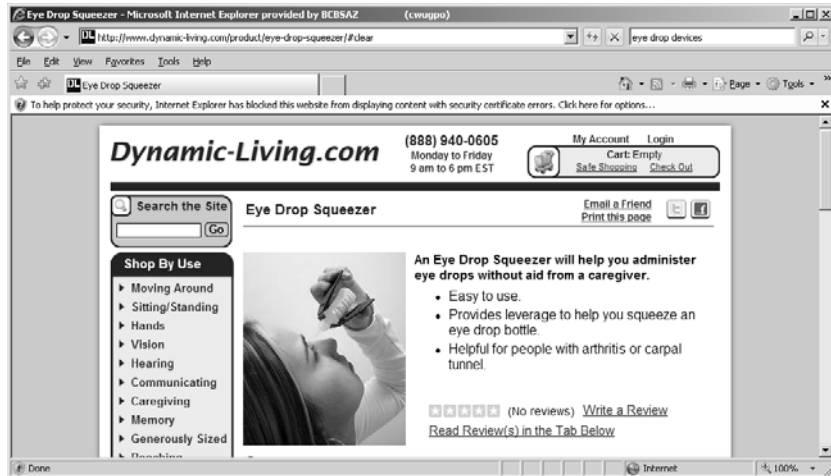 Eye Drop Squeezer - Microsoft Internet Explorer provided by BCBSAZ (cwugpo)
http://www.dynamic-living.com/product/eye-drop-squeezer/#clear
eye drop devices
File Edit View Favorites Tools Help
DL Eye Drop Squeezer
Page Tools
To help protect your security, Internet Explorer has blocked this website from displaying content with security certificate errors. Click here for options...
Dynamic-Living.com
(888) 940-0605
Monday to Friday
9 am to 6 pm EST
My Account Login
Cart: Empty
Safe Shopping Check Out
Search the Site
Go
Eye Drop Squeezer
Email a Friend
Print this page
Shop By Use
Moving Around
Sitting/Standing
Hands
Vision
Hearing
Communicating
Caregiving
Memory
Generously Sized
An Eye Drop Squeezer will help you administer
eye drops without aid from a caregiver.
• Easy to use.
• Provides leverage to help you squeeze an
eye drop bottle.
• Helpful for people with arthritis or carpal
tunnel.
(No reviews) Write a Review
Read Review(s) in the Tab Below
Done
Internet
100%